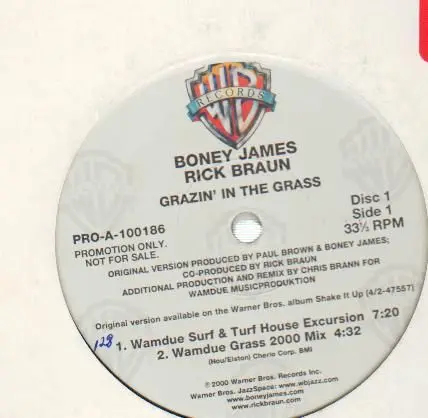 WB
RECORDS
BONEY JAMES
RICK BRAUN
GRAZIN' IN THE GRASS
PRO-A-100186
PROMOTION ONLY.
NOT FOR SALE.
Disc 1
Side 1
33⅓ RPM
ORIGINAL VERSION PRODUCED BY PAUL BROWN & BONEY JAMES;
CO-PRODUCED BY RICK BRAUN
ADDITIONAL PRODUCTION AND REMIX BY CHRIS BRANN FOR
WAMDUE MUSICPRODUKTION
Original version available on the Warner Bros. album Shake It Up (4/2-47557)
128
1. Wamdue Surf & Turf House Excursion 7:20
2. Wamdue Grass 2000 Mix 4:32
(Hou/Elston) Cherio Corp. BMI
℗2000 Warner Bros. Records Inc.
Warner Bros. JazzSpace: www.wbjazz.com
www.boneyjames.com
www.rickbraun.com